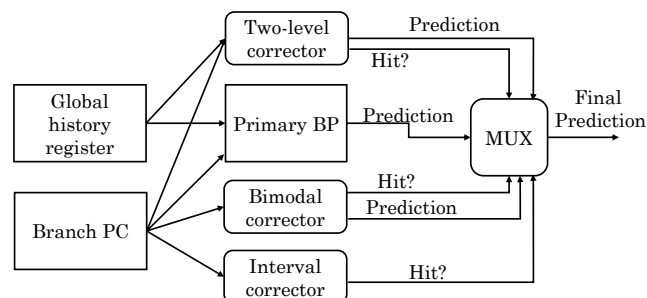 Two-level
corrector
Prediction
Hit?
Global
history
register
Primary BP
Prediction
MUX
Final
Prediction
Branch PC
Bimodal
corrector
Hit?
Prediction
Interval
corrector
Hit?